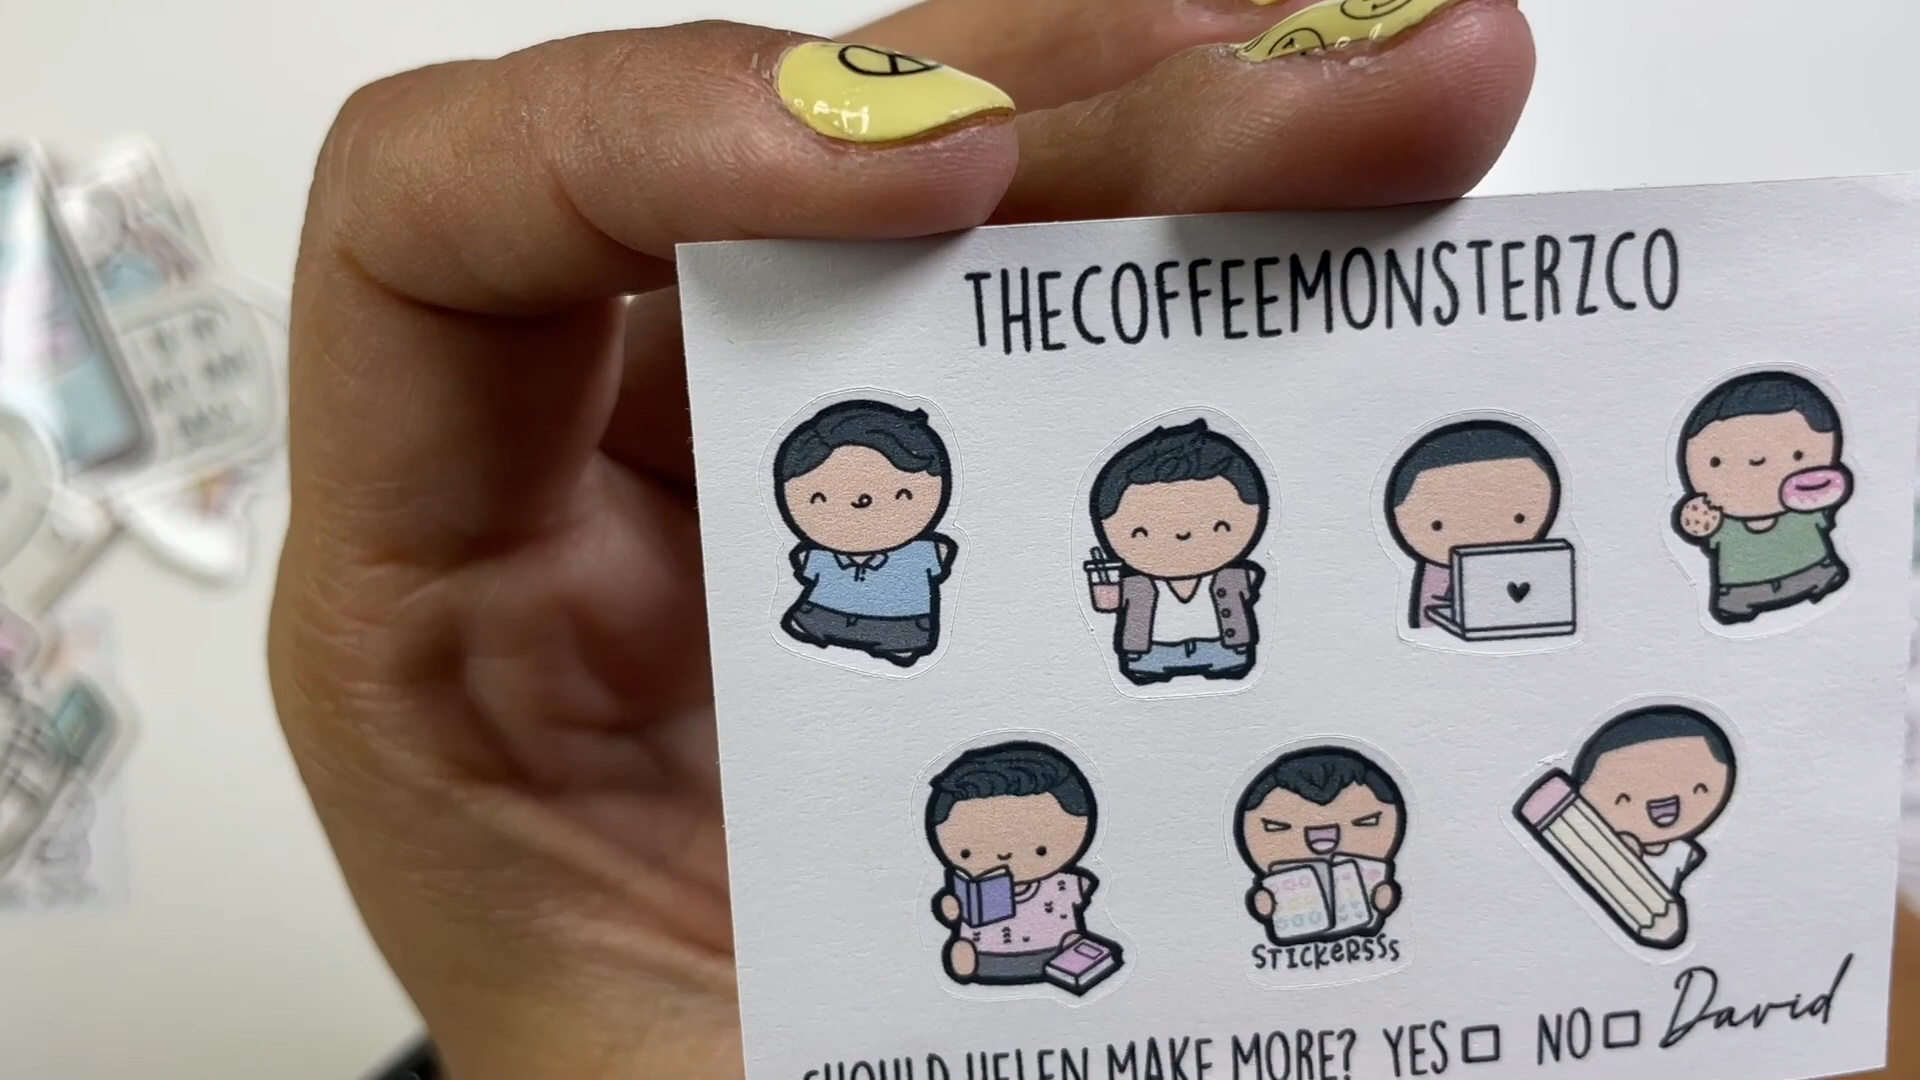 THECOFFEEMONSTERZCO
STICKERSSS
SHOULD HELEN MAKE MORE? YES NO David